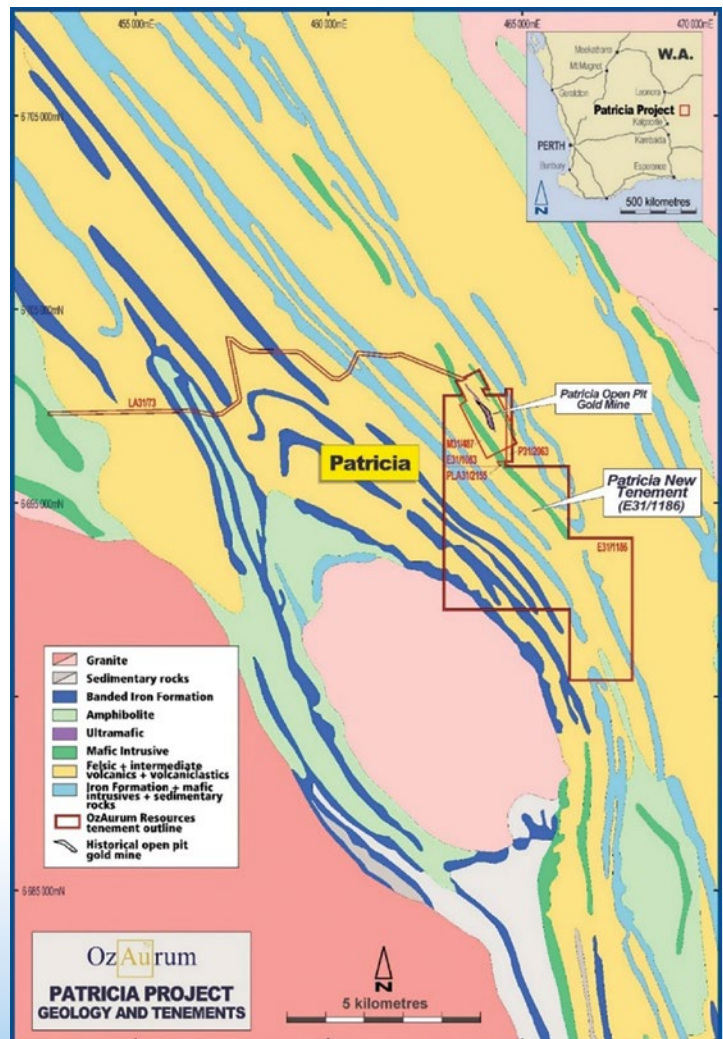 455 000mE
460 000mE
465 000mE
470 000mE
W.A.
Meekatharra
Mt.Magnet
Geraldton
Leonora
Patricia Project
Kalgoorlie
Kambalda
PERTH
Bunbury
Esperance
N
500 kilometres
6 705 000mN
6 705 000mN
LA31/73
Patricia Open Pit
Gold Mine
M31/487
E31/1083
PLA31/2155
P31/2063
Patricia
Patricia New
Tenement
(E31/1186)
6 695 000mN
E31/1186
Granite
Sedimentary rocks
Banded Iron Formation
Amphibolite
Ultramafic
Mafic Intrusive
Felsic + intermediate
volcanics + volcaniclastics
Iron Formation + mafic
intrusives + sedimentary
rocks
OzAurum Resources
tenement outline
Historical open pit
gold mine
6 685 000mN
OzAurum
PATRICIA PROJECT
GEOLOGY AND TENEMENTS
N
5 kilometres